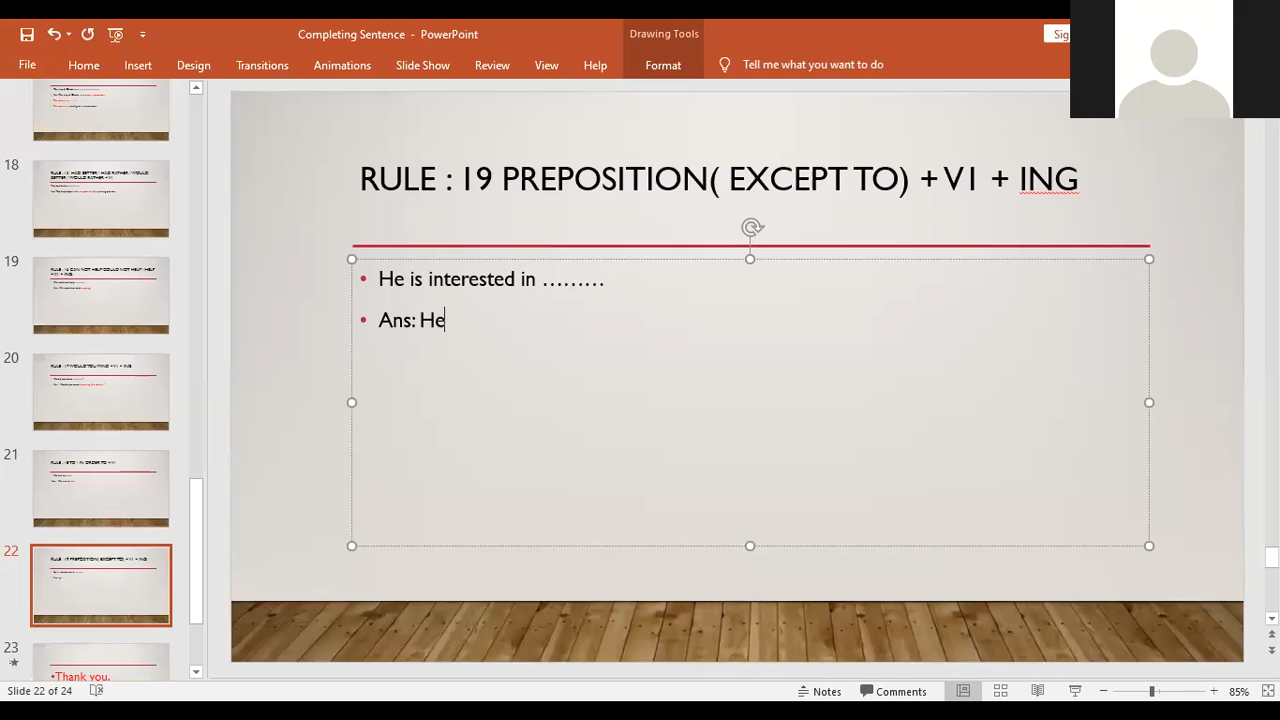 Completing Sentence - PowerPoint
Drawing Tools
Sig
File Home Insert Design Transitions Animations Slide Show Review View Help Format Tell me what you want to do
18
19
20
21
22
23
Thank you.
RULE : 19 PREPOSITION( EXCEPT TO) + V1 + ING
• He is interested in ………
• Ans: He
Slide 22 of 24
Notes
Comments
85%